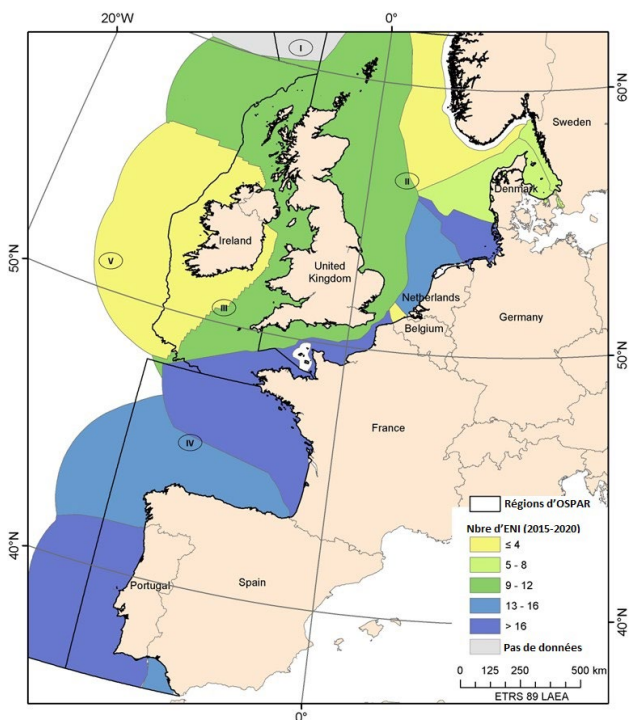 20°W
0°
I
60°N
Sweden
II
Denmark
Ireland
V
50°N
United
Kingdom
III
Netherlands
Belgium
Germany
50°N
France
IV
40°N
Portugal
Spain
40°N
0°
Régions d'OSPAR
Nbre d'ENI (2015-2020)
≤ 4
5 - 8
9 - 12
13 - 16
> 16
Pas de données
0 125 250 500 km
ETRS 89 LAEA